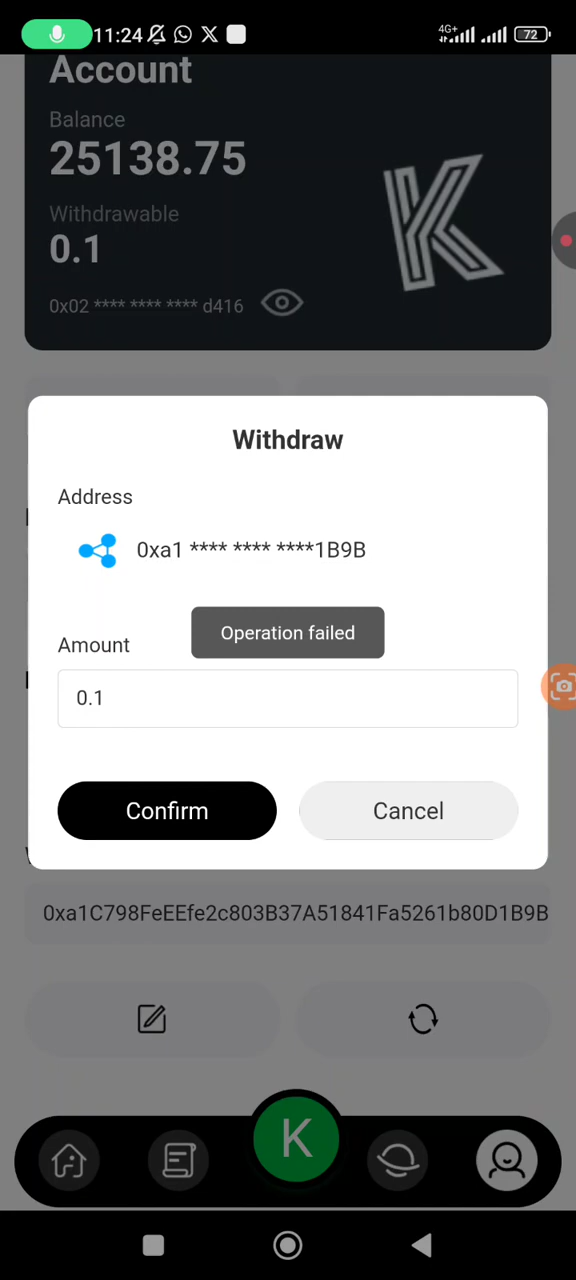 11:24
4G+
72
Account
Balance
25138.75
Withdrawable
0.1
0x02 **** **** **** d416
Withdraw
Address
0xa1 **** **** ****1B9B
Operation failed
Amount
0.1
Confirm
Cancel
0xa1C798FeEEfe2c803B37A51841Fa5261b80D1B9B
K